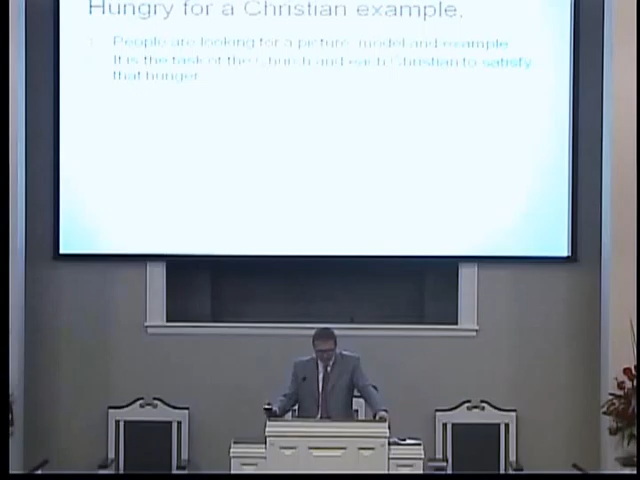 Hungry for a Christian example.
1. People are looking for a picture, model and example.
It is the task of the Church and each Christian to satisfy
that hunger.